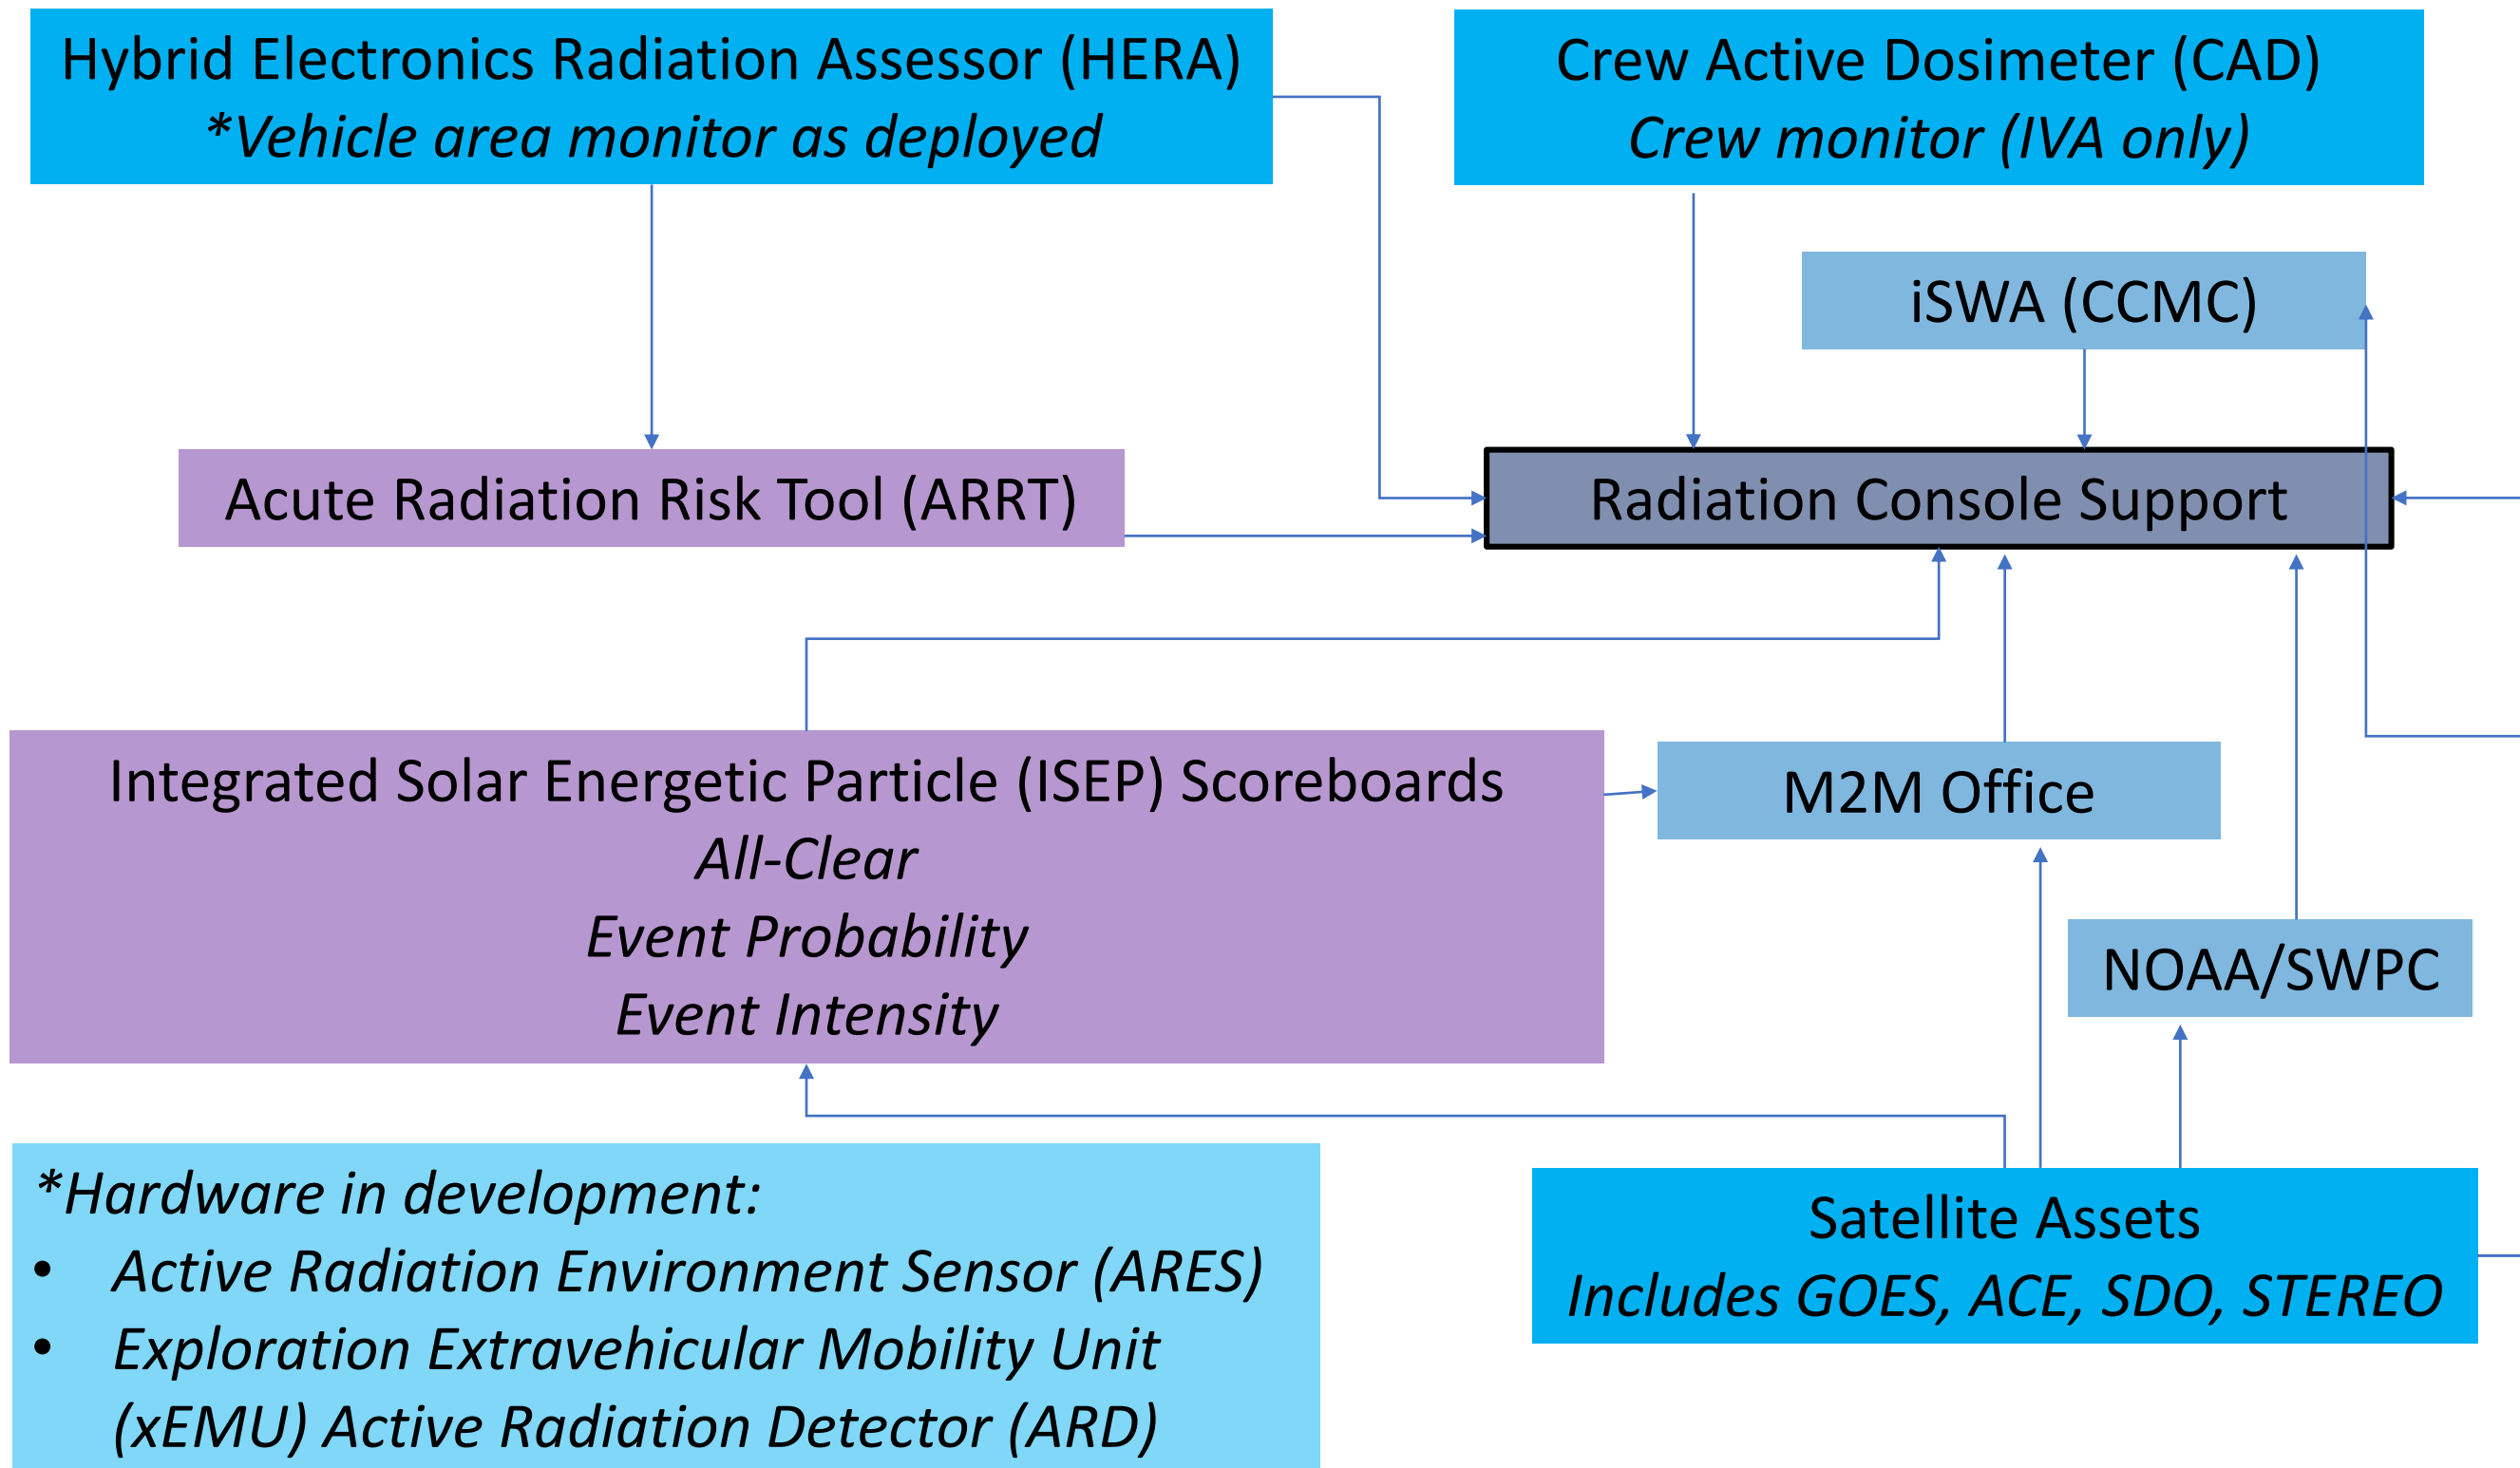 Hybrid Electronics Radiation Assessor (HERA)
*Vehicle area monitor as deployed
Crew Active Dosimeter (CAD)
Crew monitor (IVA only)
iSWA (CCMC)
Acute Radiation Risk Tool (ARRT)
Radiation Console Support
Integrated Solar Energetic Particle (ISEP) Scoreboards
All-Clear
Event Probability
Event Intensity
M2M Office
NOAA/SWPC
*Hardware in development:
• Active Radiation Environment Sensor (ARES)
• Exploration Extravehicular Mobility Unit
(xEMU) Active Radiation Detector (ARD)
Satellite Assets
Includes GOES, ACE, SDO, STEREO